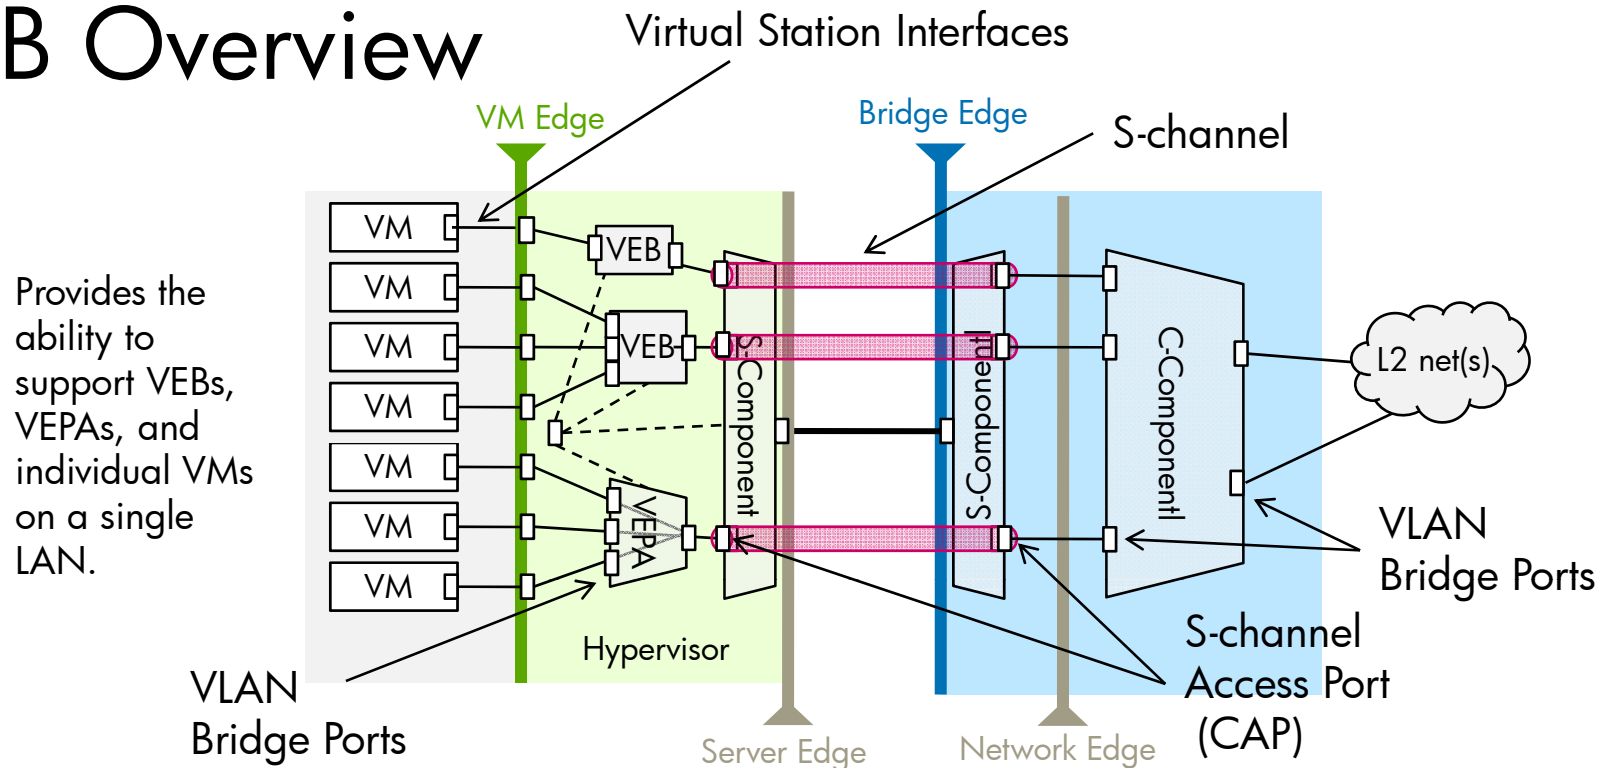 B Overview
Virtual Station Interfaces
VM Edge
Bridge Edge
S-channel
Provides the
ability to
support VEBs,
VEPAs, and
individual VMs
on a single
LAN.
VM
VM
VM
VM
VM
VM
VM
VEB
VEB
VEPA
S-Component
S-Componentl
C-Componentl
L2 net(s)
Hypervisor
VLAN
Bridge Ports
VLAN
Bridge Ports
S-channel
Access Port
(CAP)
Server Edge
Network Edge